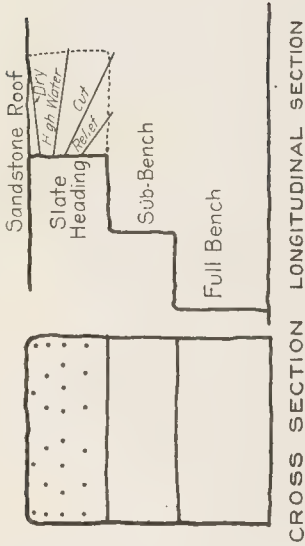 Sandstone Roof
Dry
High Water
Cut
Relief
Slate
Heading
Sub-Bench
Full Bench
CROSS SECTION
LONGITUDINAL SECTION